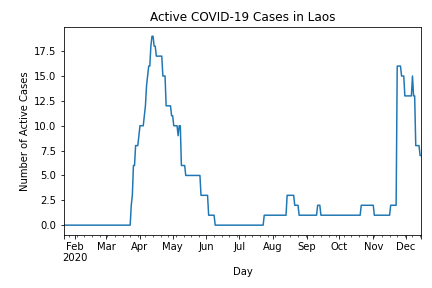 Active COVID-19 Cases in Laos
Number of Active Cases
17.5
15.0
12.5
10.0
7.5
5.0
2.5
0.0
Feb Mar Apr May Jun Jul Aug Sep Oct Nov Dec
2020
Day